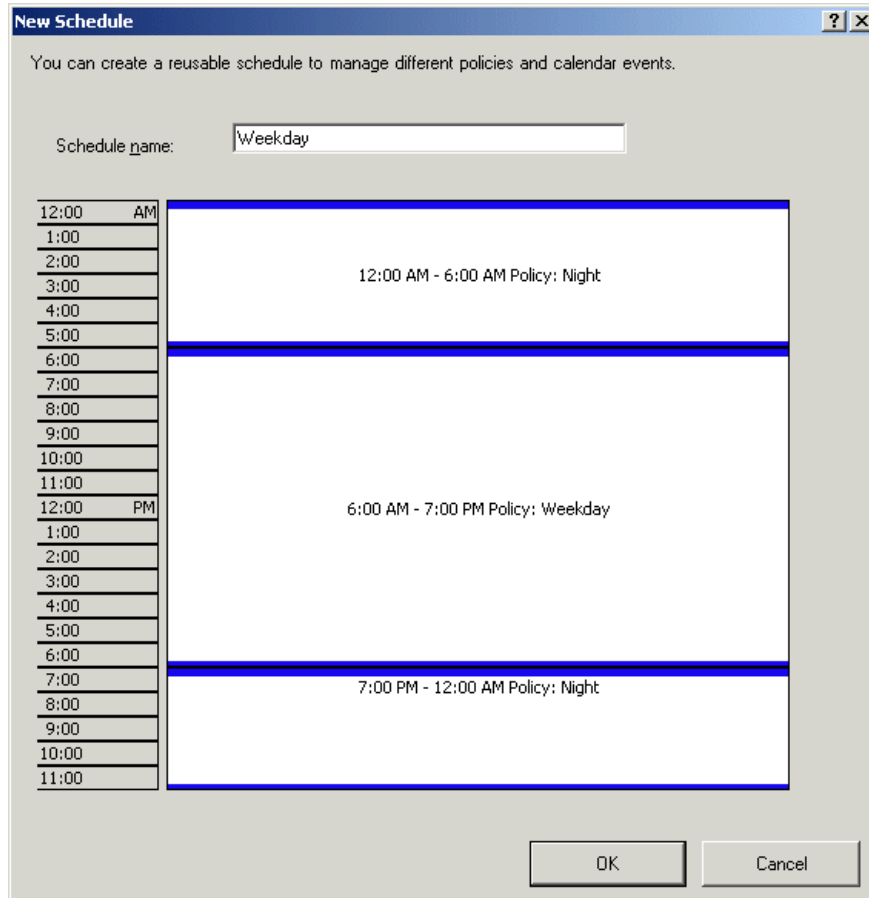 New Schedule
You can create a reusable schedule to manage different policies and calendar events.
Schedule name: Weekday
12:00 AM
1:00
2:00
12:00 AM - 6:00 AM Policy: Night
3:00
4:00
5:00
6:00
7:00
8:00
9:00
10:00
11:00
12:00 PM
6:00 AM - 7:00 PM Policy: Weekday
1:00
2:00
3:00
4:00
5:00
6:00
7:00
7:00 PM - 12:00 AM Policy: Night
8:00
9:00
10:00
11:00
OK Cancel